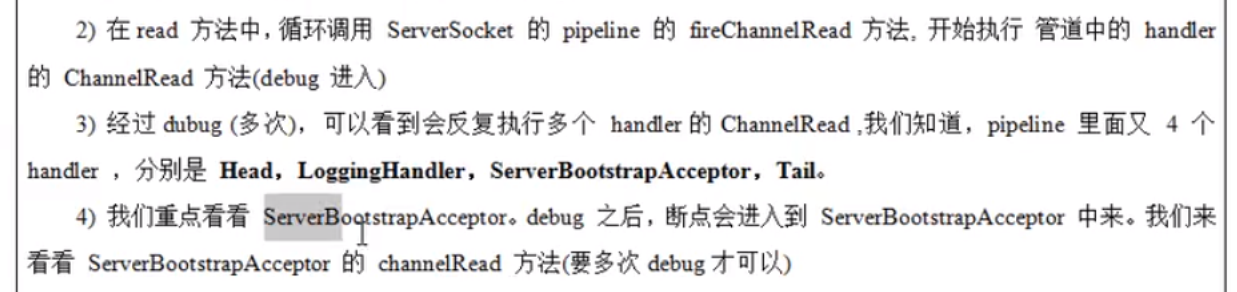 2) 在 read 方法中，循环调用 ServerSocket 的 pipeline 的 fireChannelRead 方法, 开始执行 管道中的 handler
的 ChannelRead 方法(debug 进入)
3) 经过 dubug (多次)，可以看到会反复执行多个 handler 的 ChannelRead ,我们知道，pipeline 里面又 4 个
handler ，分别是 Head，LoggingHandler，ServerBootstrapAcceptor，Tail。
4) 我们重点看看 ServerBootstrapAcceptor。debug 之后，断点会进入到 ServerBootstrapAcceptor 中来。我们来
看看 ServerBootstrapAcceptor 的 channelRead 方法(要多次 debug 才可以)